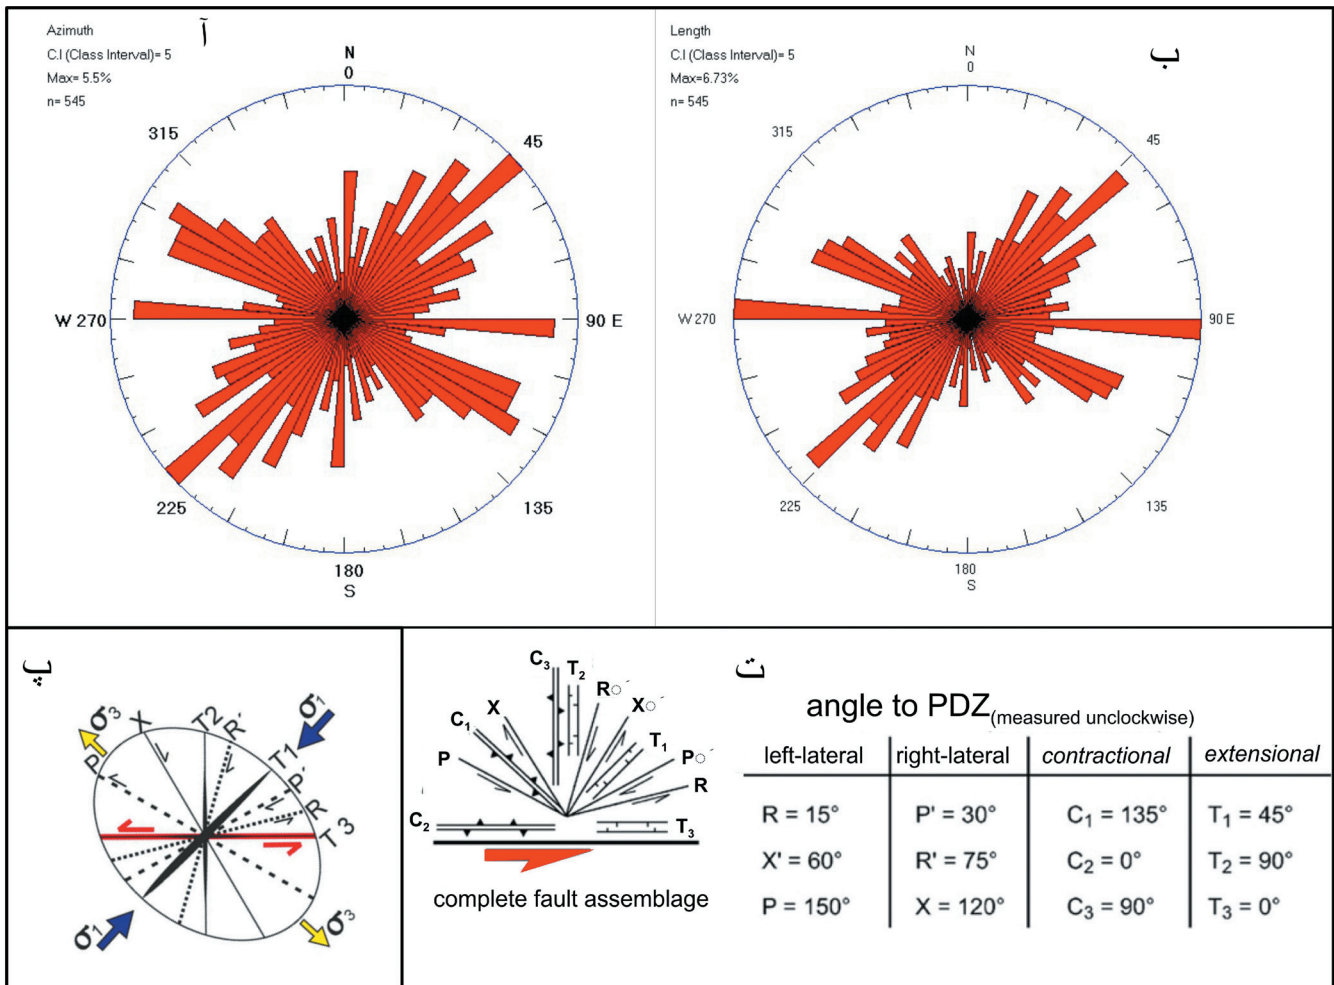 Azimuth
C.I (Class Interval)= 5
Max= 5.5%
n= 545
آ
N
0
45
90 E
135
180
S
225
W 270
315
Length
C.I (Class Interval)= 5
Max=6.73%
n= 545
ب
N
0
45
90 E
135
180
S
225
W 270
315
پ
σ3
X
T2
R'
σ1
T1
P'
R
T3
P
σ1
σ3
ت
C3
T2
R◌´
X
X◌´
C1
T1
P
P◌´
R
C2
T3
complete fault assemblage
angle to PDZ(measured unclockwise)
left-lateral right-lateral contractional extensional
R = 15° P' = 30° C1 = 135° T1 = 45°
X' = 60° R' = 75° C2 = 0° T2 = 90°
P = 150° X = 120° C3 = 90° T3 = 0°